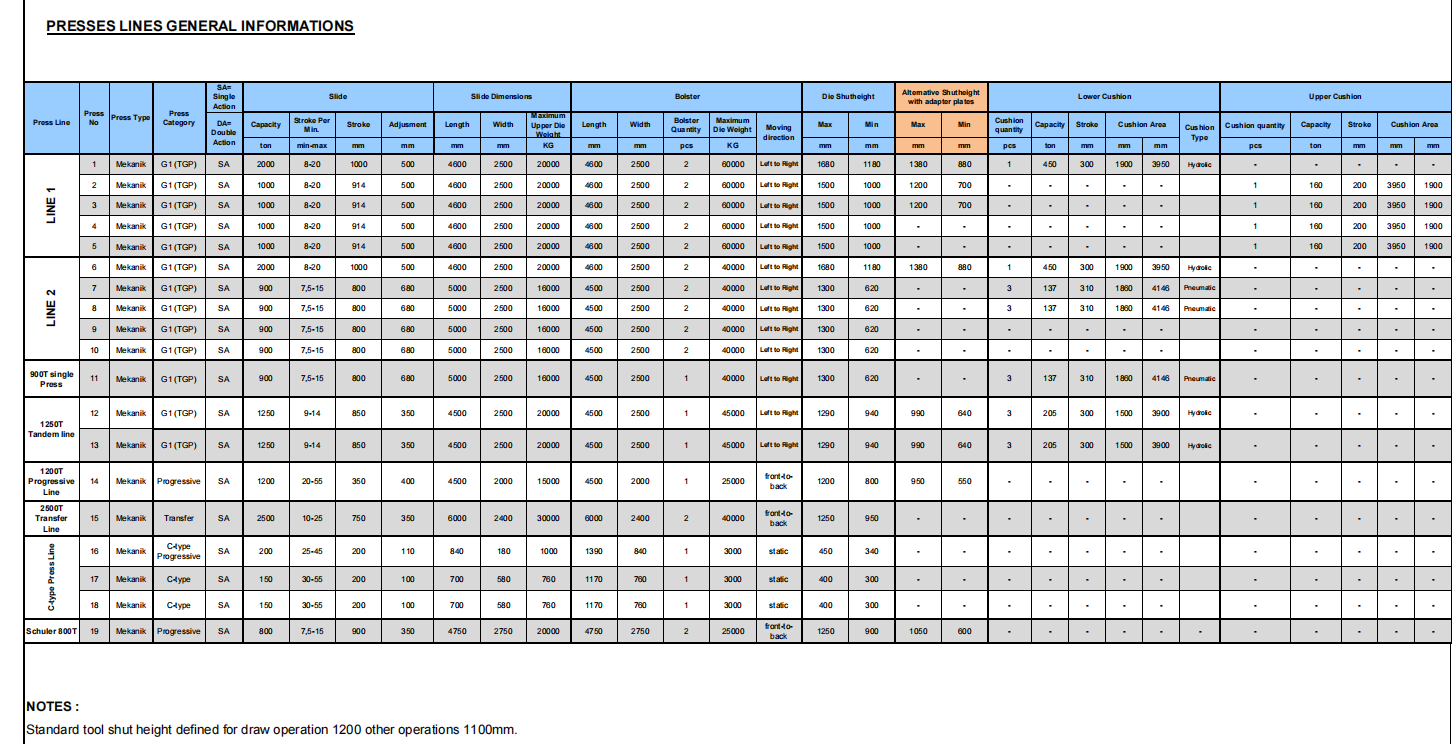 PRESSES LINES GENERAL INFORMATIONS
Press Line Press No Press Type Press Category SA= Single Action DA= Double Action Slide Slide Dimensions Bolster Die Shutheight Alternative Shutheight with adapter plates Lower Cushion Upper Cushion
Capacity Stroke Per Min. Stroke Adjusment Length Width Maximum Upper Die Weight Length Width Bolster Quantity Maximum Die Weight Moving direction Max Min Max Min Cushion quantity Capacity Stroke Cushion Area Cushion Type Cushion quantity Capacity Stroke Cushion Area
ton min-max mm mm mm mm KG mm mm pcs KG mm mm mm mm pcs ton mm mm mm pcs ton mm mm mm
LINE 1
1 Mekanik G1 (TGP) SA 2000 8-20 1000 500 4600 2500 20000 4600 2500 2 60000 Left to Right 1680 1180 1380 880 1 450 300 1900 3950 Hydrolic - - - - -
2 Mekanik G1 (TGP) SA 1000 8-20 914 500 4600 2500 20000 4600 2500 2 60000 Left to Right 1500 1000 1200 700 - - - - - 1 160 200 3950 1900
3 Mekanik G1 (TGP) SA 1000 8-20 914 500 4600 2500 20000 4600 2500 2 60000 Left to Right 1500 1000 1200 700 - - - - - 1 160 200 3950 1900
4 Mekanik G1 (TGP) SA 1000 8-20 914 500 4600 2500 20000 4600 2500 2 60000 Left to Right 1500 1000 - - - - - - - 1 160 200 3950 1900
5 Mekanik G1 (TGP) SA 1000 8-20 914 500 4600 2500 20000 4600 2500 2 60000 Left to Right 1500 1000 - - - - - - - 1 160 200 3950 1900
LINE 2
6 Mekanik G1 (TGP) SA 2000 8-20 1000 500 4600 2500 20000 4600 2500 2 40000 Left to Right 1680 1180 1380 880 1 450 300 1900 3950 Hydrolic - - - - -
7 Mekanik G1 (TGP) SA 900 7,5-15 800 680 5000 2500 16000 4500 2500 2 40000 Left to Right 1300 620 - - 3 137 310 1860 4146 Pneumatic - - - - -
8 Mekanik G1 (TGP) SA 900 7,5-15 800 680 5000 2500 16000 4500 2500 2 40000 Left to Right 1300 620 - - 3 137 310 1860 4146 Pneumatic - - - - -
9 Mekanik G1 (TGP) SA 900 7,5-15 800 680 5000 2500 16000 4500 2500 2 40000 Left to Right 1300 620 - - - - - - - - - - - -
10 Mekanik G1 (TGP) SA 900 7,5-15 800 680 5000 2500 16000 4500 2500 2 40000 Left to Right 1300 620 - - - - - - - - - - - -
900T single Press 11 Mekanik G1 (TGP) SA 900 7,5-15 800 680 5000 2500 16000 4500 2500 1 40000 Left to Right 1300 620 - - 3 137 310 1860 4146 Pneumatic - - - - -
1250T Tandem line
12 Mekanik G1 (TGP) SA 1250 9-14 850 350 4500 2500 20000 4500 2500 1 45000 Left to Right 1290 940 990 640 3 205 300 1500 3900 Hydrolic - - - - -
13 Mekanik G1 (TGP) SA 1250 9-14 850 350 4500 2500 20000 4500 2500 1 45000 Left to Right 1290 940 990 640 3 205 300 1500 3900 Hydrolic - - - - -
1200T Progressive Line 14 Mekanik Progressive SA 1200 20-55 350 400 4500 2000 15000 4500 2000 1 25000 front-to-back 1200 800 950 550 - - - - - - - - - -
2500T Transfer Line 15 Mekanik Transfer SA 2500 10-25 750 350 6000 2400 30000 6000 2400 2 40000 front-to-back 1250 950 - - - - - - - - - - - -
C-type Press Line
16 Mekanik C-type Progressive SA 200 25-45 200 110 840 180 1000 1390 840 1 3000 static 450 340 - - - - - - - - - - - -
17 Mekanik C-type SA 150 30-55 200 100 700 580 760 1170 760 1 3000 static 400 300 - - - - - - - - - - - -
18 Mekanik C-type SA 150 30-55 200 100 700 580 760 1170 760 1 3000 static 400 300 - - - - - - - - - - - -
Schuler 800T 19 Mekanik Progressive SA 800 7,5-15 900 350 4750 2750 20000 4750 2750 2 25000 front-to-back 1250 900 1050 600 - - - - - - - - - - -
NOTES :
Standard tool shut height defined for draw operation 1200 other operations 1100mm.